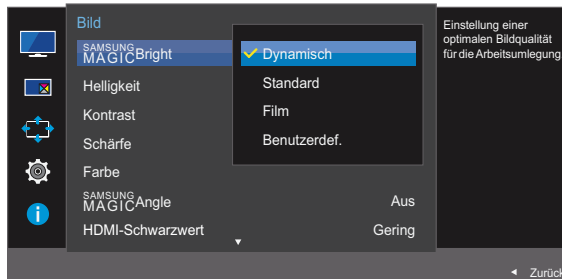 Bild
SAMSUNG
MAGICBright
Helligkeit
Kontrast
Schärfe
Farbe
SAMSUNG
MAGICAngle Aus
HDMI-Schwarzwert Gering
Dynamisch
Standard
Film
Benutzerdef.
Einstellung einer
optimalen Bildqualität
für die Arbeitsumlegung
Zurück